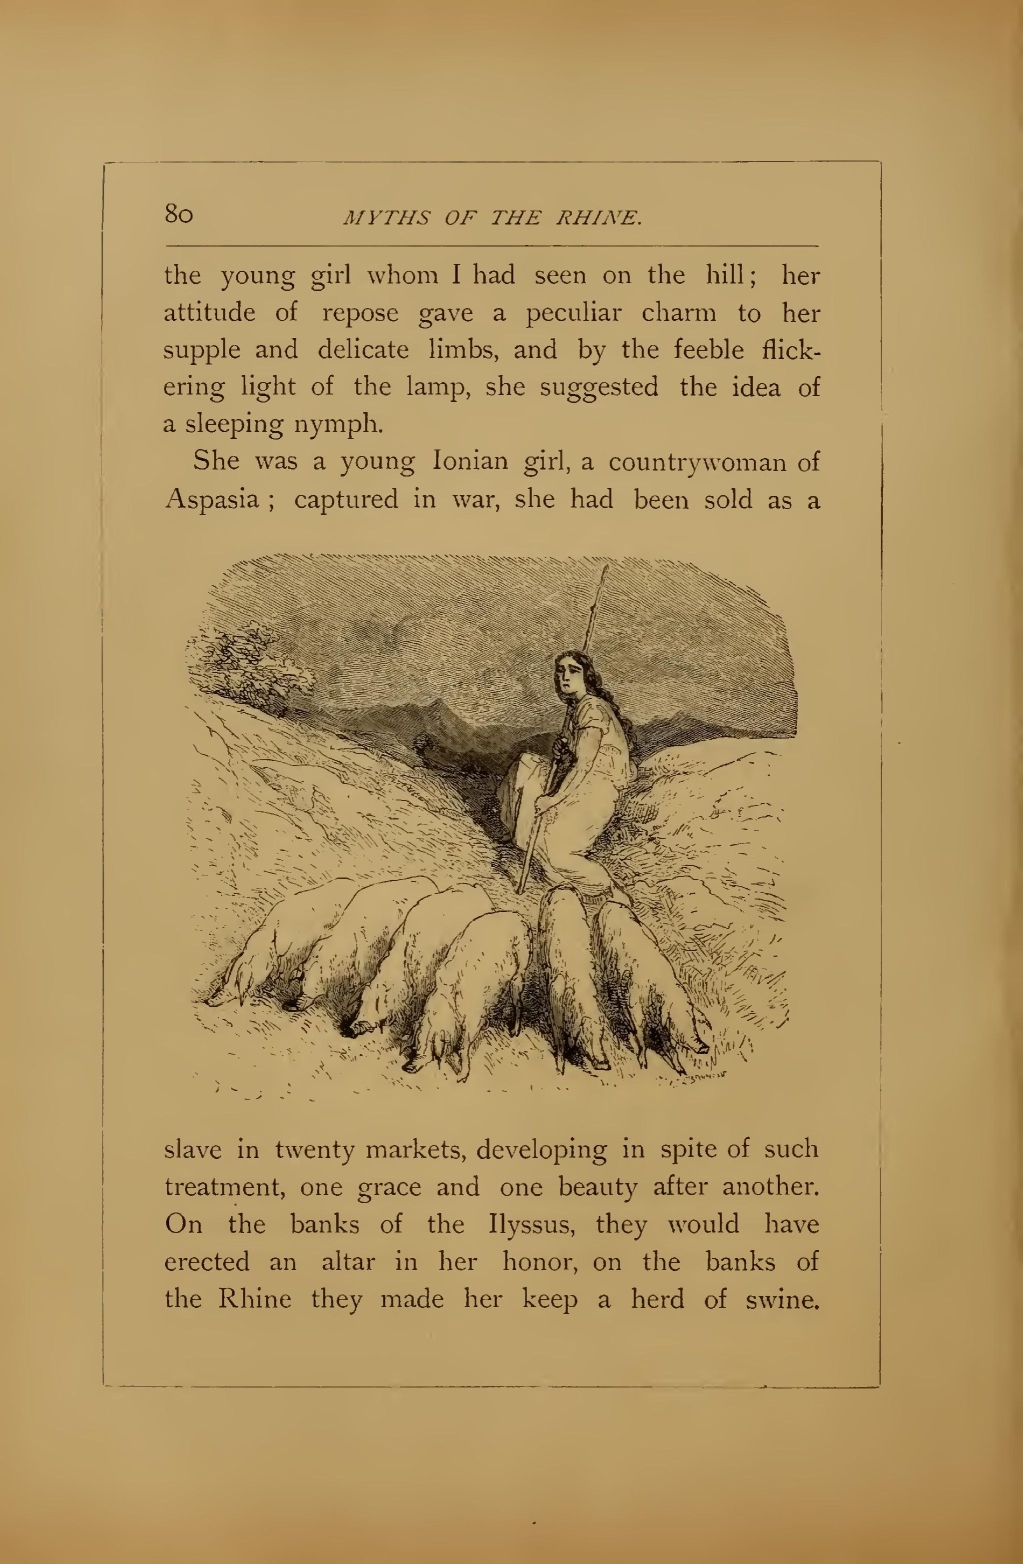 80
MYTHS OF THE RHINE.
the young girl whom I had seen on the hill; her
attitude of repose gave a peculiar charm to her
supple and delicate limbs, and by the feeble flick-
ering light of the lamp, she suggested the idea of
a sleeping nymph.
She was a young Ionian girl, a countrywoman of
Aspasia; captured in war, she had been sold as a
slave in twenty markets, developing in spite of such
treatment, one grace and one beauty after another.
On the banks of the Ilyssus, they would have
erected an altar in her honor, on the banks of
the Rhine they made her keep a herd of swine.